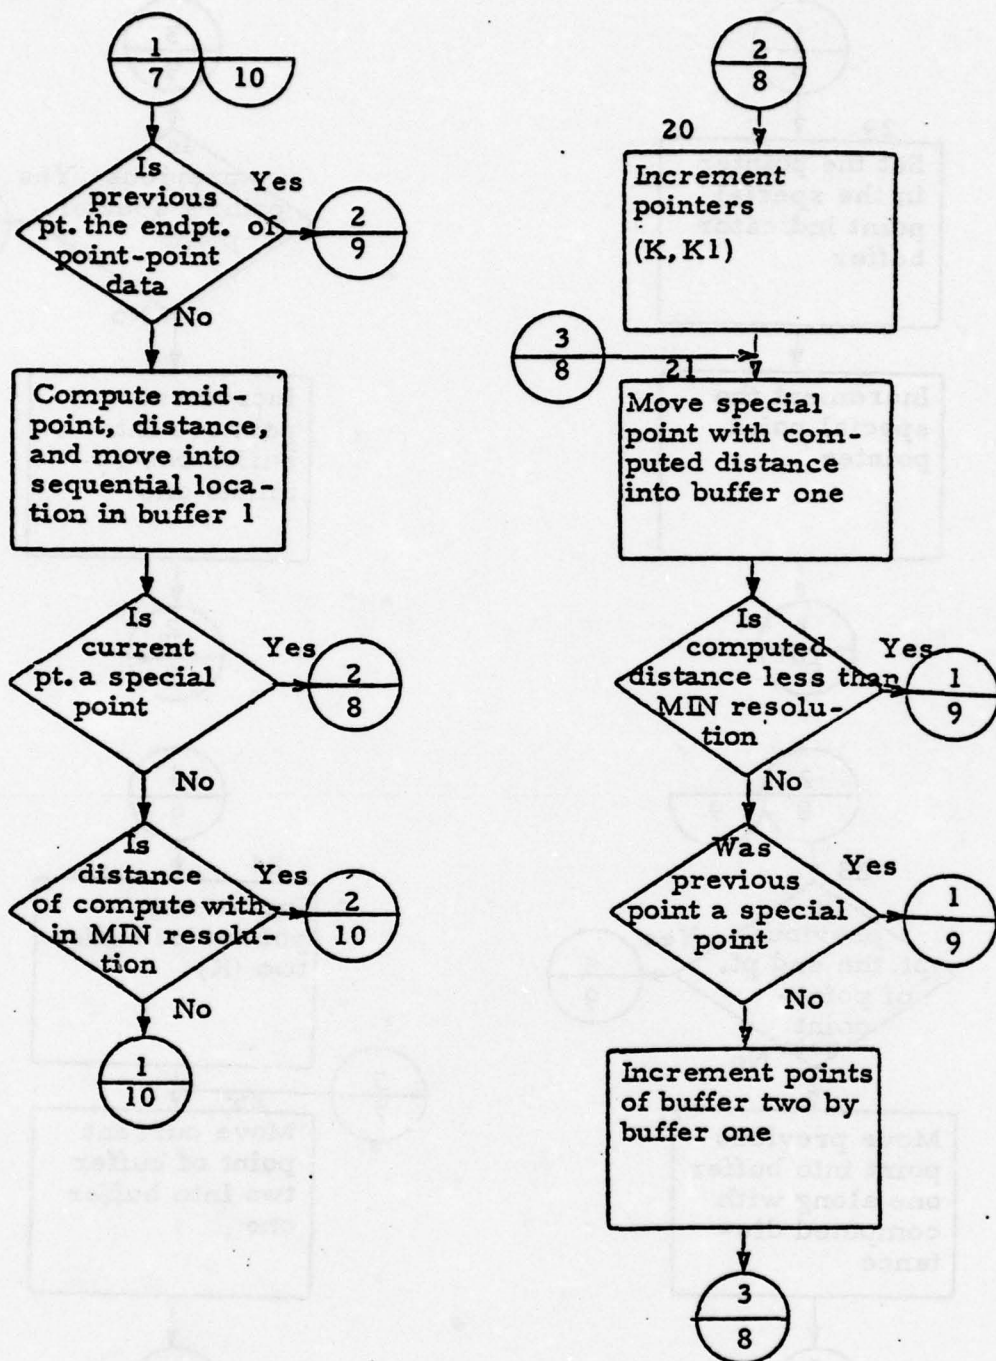 1
7
10
Is
previous
pt. the endpt. of
point-point
data
Yes
2
9
No
Compute mid-
point, distance,
and move into
sequential loca-
tion in buffer 1
Is
current
pt. a special
point
Yes
2
8
No
Is
distance
of compute with-
in MIN resolu-
tion
Yes
2
10
No
1
10
2
8
20
Increment
pointers
(K, K1)
3
8
21
Move special
point with com-
puted distance
into buffer one
Is
computed
distance less than
MIN resolu-
tion
Yes
1
9
No
Was
previous
point a special
point
Yes
1
9
No
Increment points
of buffer two by
buffer one
3
8